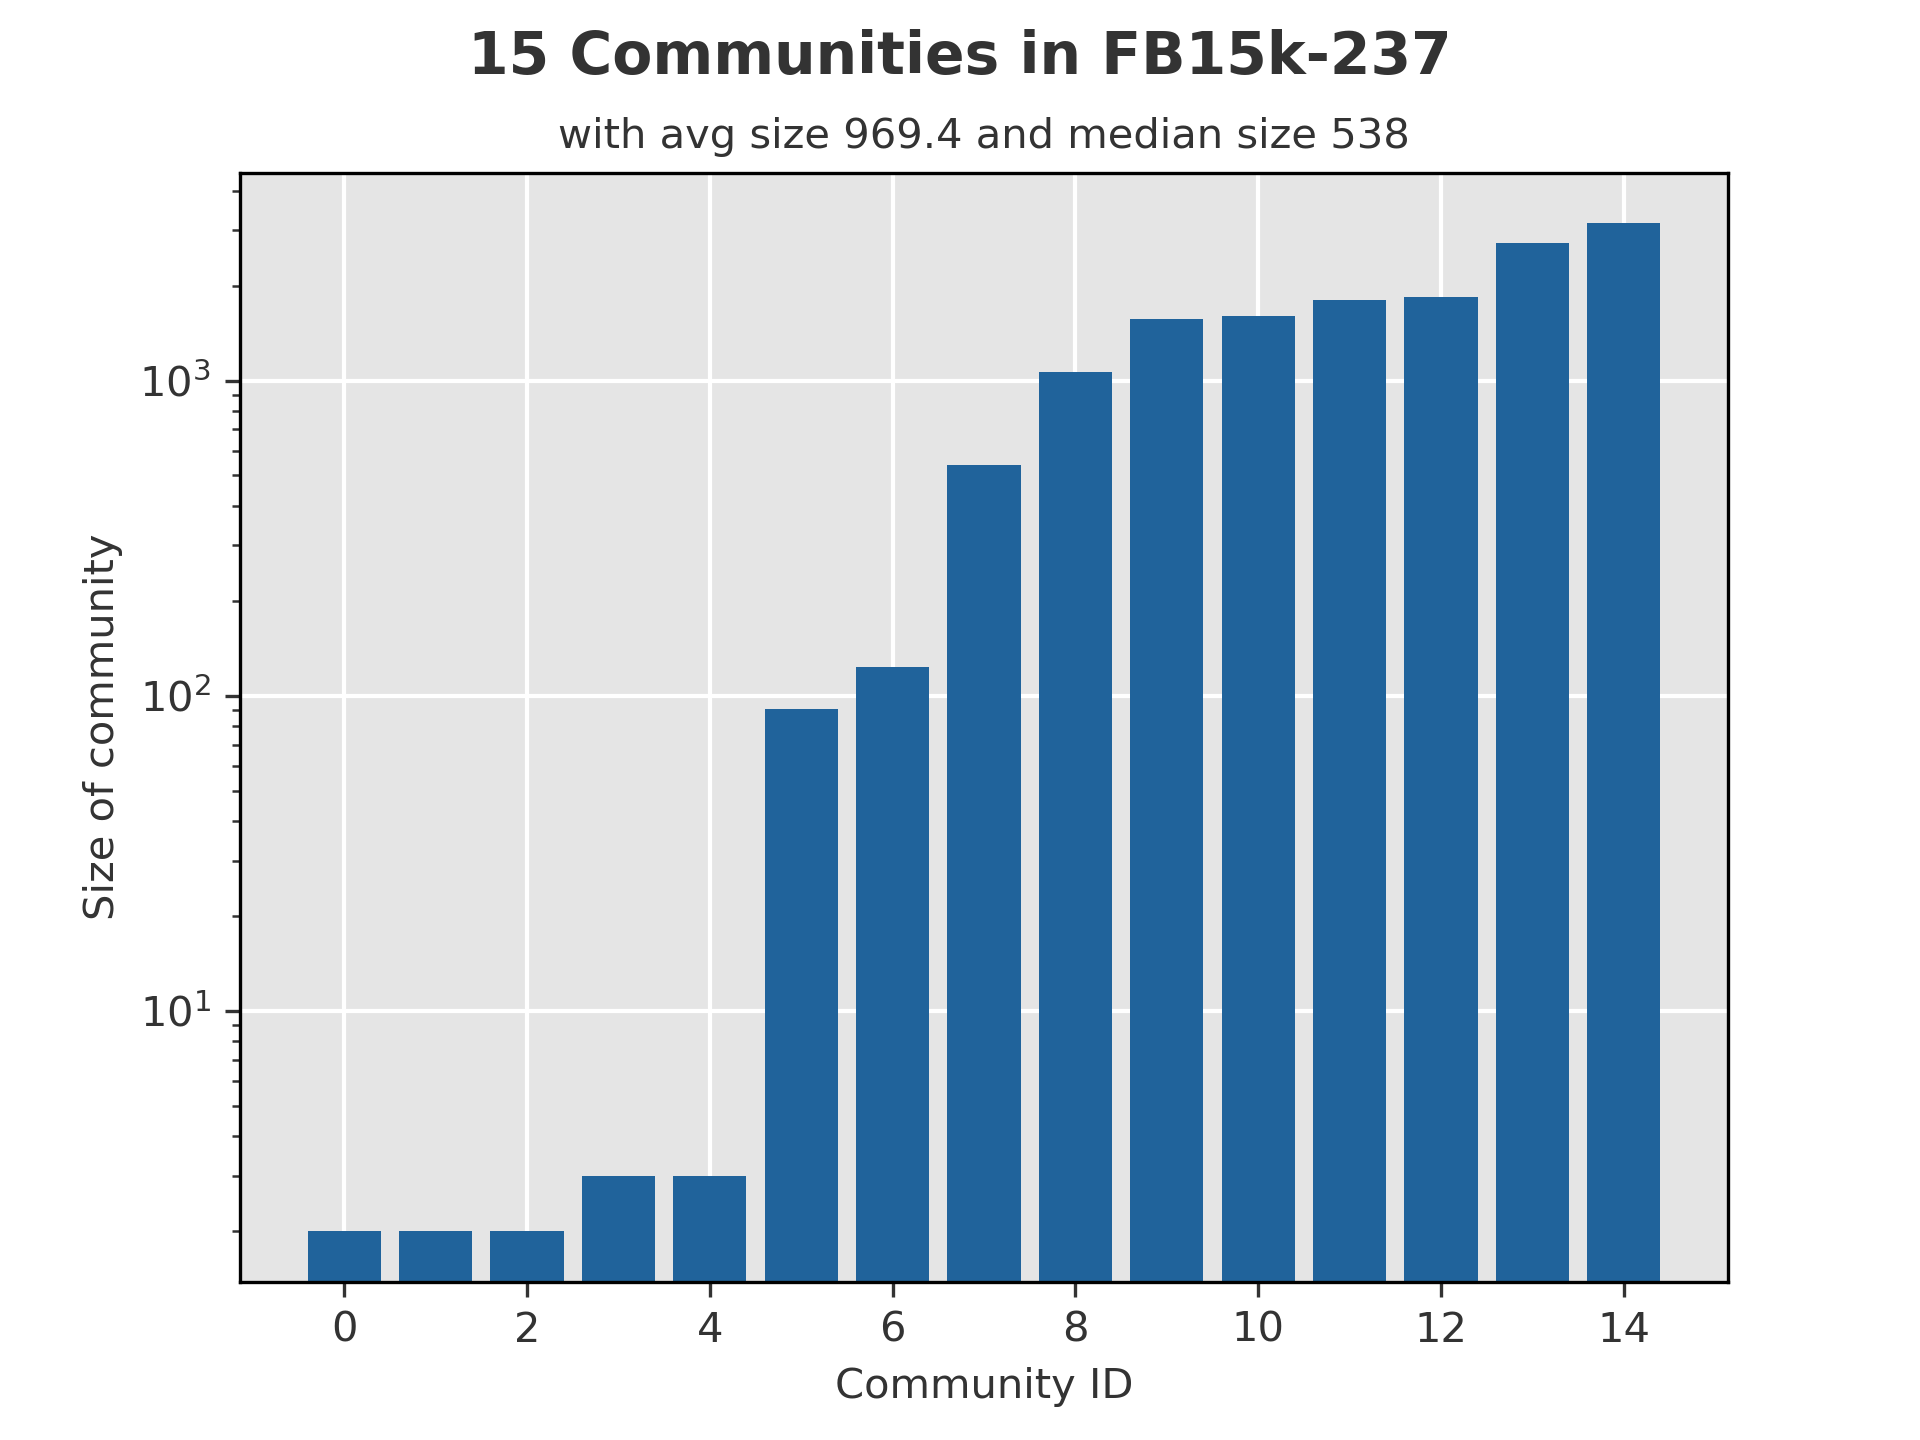 15 Communities in FB15k-237
with avg size 969.4 and median size 538
Size of community
10³
10²
10¹
0 2 4 6 8 10 12 14
Community ID